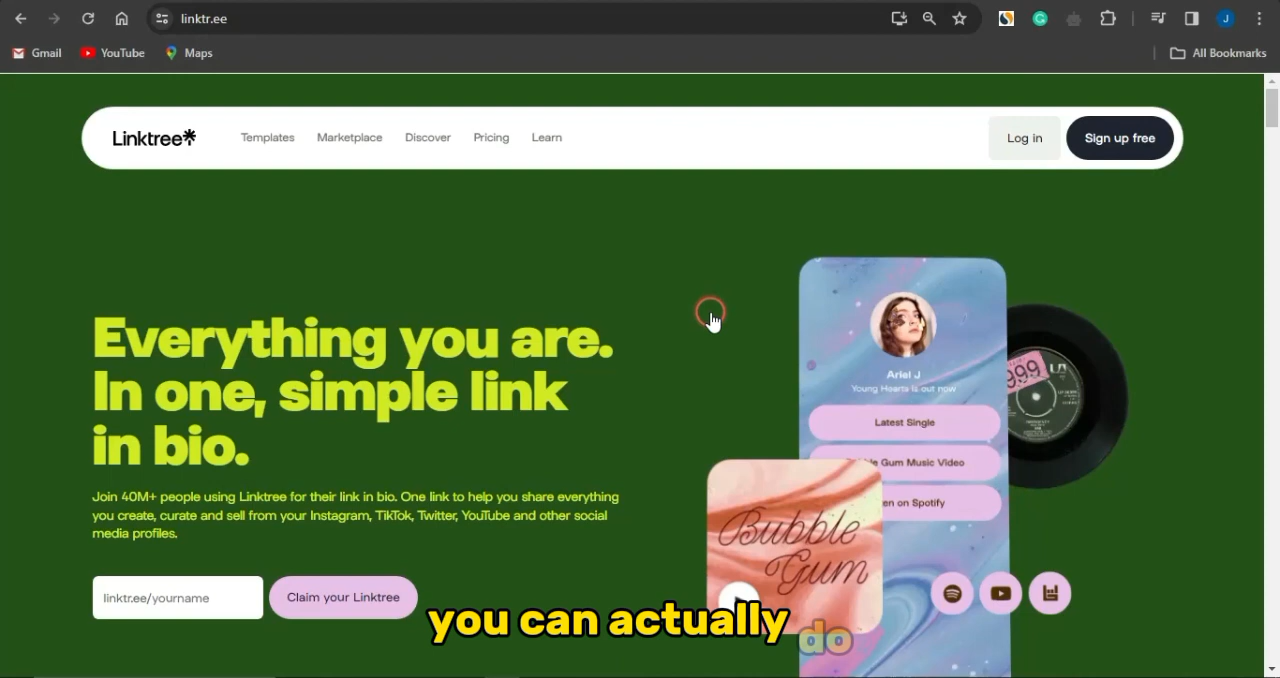 linktr.ee
J
Gmail
YouTube
Maps
All Bookmarks
Linktree*
Templates
Marketplace
Discover
Pricing
Learn
Log in
Sign up free
Everything you are.
In one, simple link
in bio.
Join 40M+ people using Linktree for their link in bio. One link to help you share everything
you create, curate and sell from your Instagram, TikTok, Twitter, YouTube and other social
media profiles.
linktr.ee/yourname
Claim your Linktree
Ariel J
Young Hearts is out now
Latest Single
le Gum Music Video
en on Spotify
999
Bubble
Gum
you can actually do